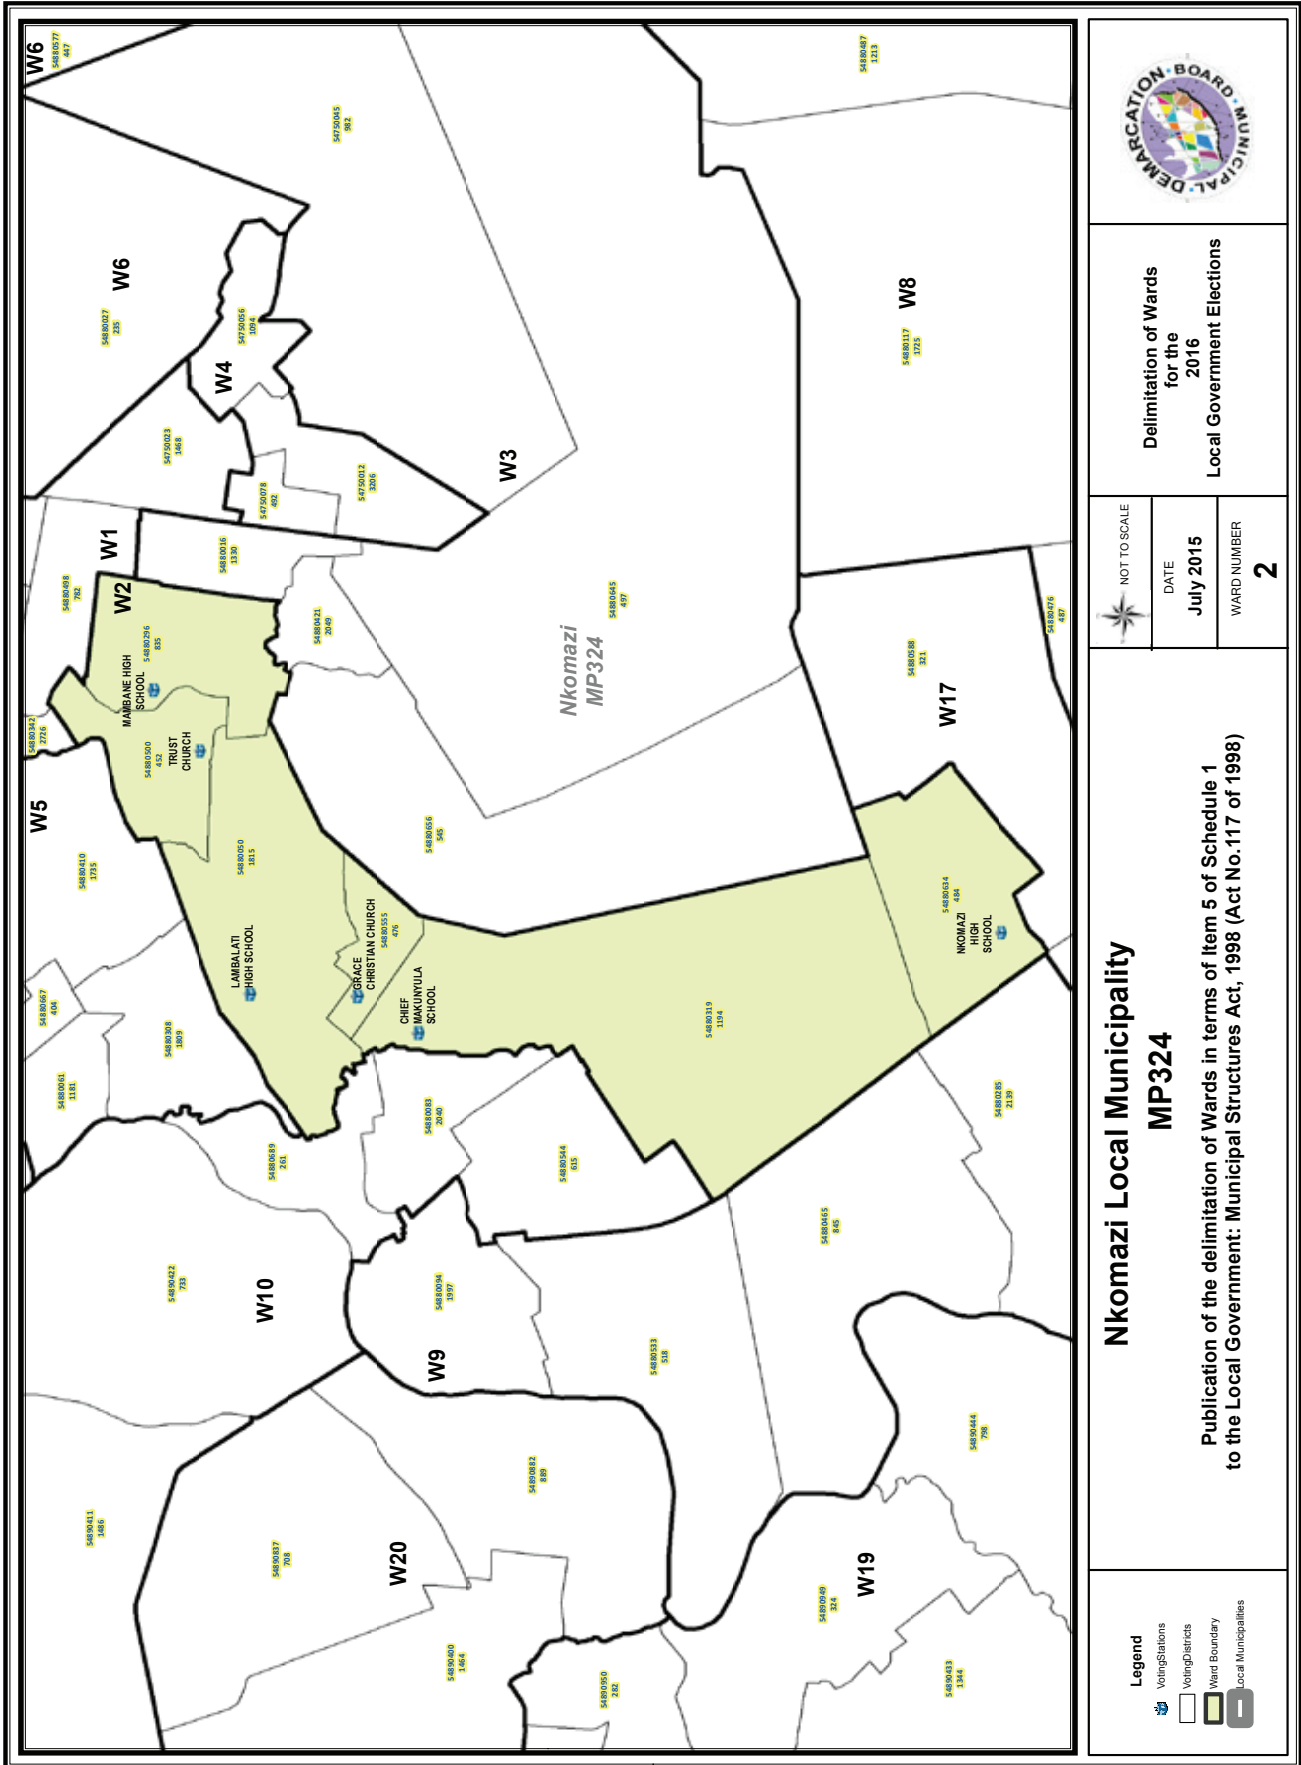 W6
54880577
447
54750045
982
54880487
1213
W6
54880027
235
54750056
1094
W4
W8
54880117
1725
54750023
1468
54750078
492
54750012
3206
W3
W1
54880498
782
54880016
1330
W2
54880296
835
MAMBANE HIGH
SCHOOL
54880421
2049
54880645
497
Nkomazi
MP324
54880476
487
54880588
321
W17
54880342
2726
54880500
452
TRUST
CHURCH
W5
54880410
1735
54880050
1815
54880656
545
LAMBALATI
HIGH SCHOOL
54880555
476
GRACE
CHRISTIAN CHURCH
CHIEF
MAKUNYULA
SCHOOL
54880634
484
NKOMAZI
HIGH
SCHOOL
54880667
404
54880308
1809
54880061
1181
54880319
1194
54880083
2040
54880689
261
54880544
615
54880285
2139
54880465
845
54890422
733
W10
54880094
1997
W9
54880533
518
54890444
798
54890411
1486
54890837
708
54890882
889
W20
W19
54890949
324
54890400
1464
54890950
282
54890433
1344
Legend
VotingStations
VotingDistricts
Ward Boundary
Local Municipalities
Nkomazi Local Municipality
MP324
Publication of the delimitation of Wards in terms of Item 5 of Schedule 1
to the Local Government: Municipal Structures Act, 1998 (Act No.117 of 1998)
NOT TO SCALE
DATE
July 2015
WARD NUMBER
2
Delimitation of Wards
for the
2016
Local Government Elections
MUNICIPAL · DEMARCATION · BOARD